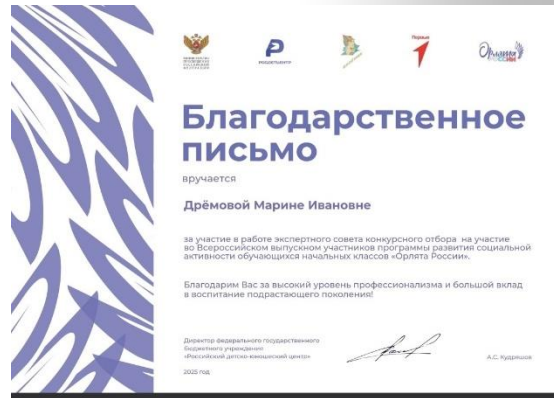 Первые
Орлята
России
Благодарственное
письмо
вручается
Дрёмовой Марине Ивановне
за участие в работе экспертного совета конкурсного отбора на участие
во Всероссийском выпускном участников программы развития социальной
активности обучающихся начальных классов «Орлята России».
Благодарим Вас за высокий уровень профессионализма и большой вклад
в воспитание подрастающего поколения!
Директор федерального государственного
бюджетного учреждения
«Российский детско-юношеский центр»
А.С. Кудряшов
2025 год